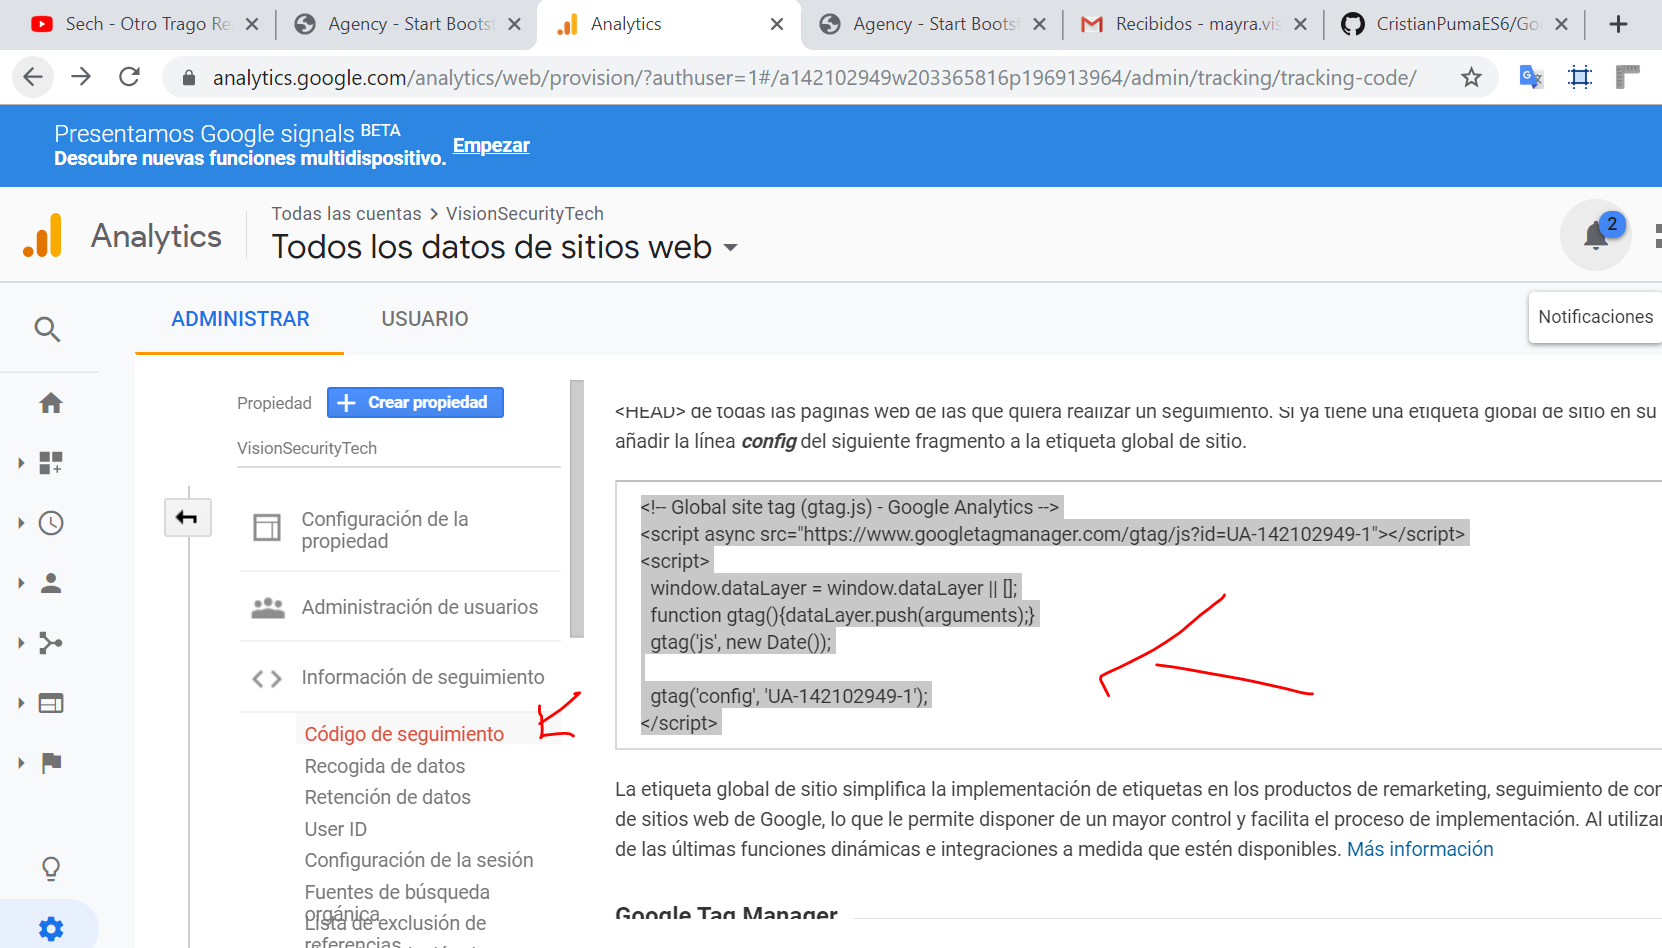 Sech - Otro Trago Re
Agency - Start Bootst
Analytics
Agency - Start Bootst
Recibidos - mayra.vis
CristianPumaES6/Go
analytics.google.com/analytics/web/provision/?authuser=1#/a142102949w203365816p196913964/admin/tracking/tracking-code/
Presentamos Google signals BETA
Descubre nuevas funciones multidispositivo.
Empezar
Analytics
Todas las cuentas > VisionSecurityTech
Todos los datos de sitios web
2
ADMINISTRAR
USUARIO
Notificaciones
Propiedad
+ Crear propiedad
VisionSecurityTech
Configuración de la
propiedad
Administración de usuarios
Información de seguimiento
Código de seguimiento
Recogida de datos
Retención de datos
User ID
Configuración de la sesión
Fuentes de búsqueda
orgánica
Lista de exclusión de
referencias
<HEAD> de todas las páginas web de las que quiera realizar un seguimiento. Si ya tiene una etiqueta global de sitio en su
añadir la línea config del siguiente fragmento a la etiqueta global de sitio.
<!-- Global site tag (gtag.js) - Google Analytics -->
<script async src="https://www.googletagmanager.com/gtag/js?id=UA-142102949-1"></script>
<script>
window.dataLayer = window.dataLayer || [];
function gtag(){dataLayer.push(arguments);}
gtag('js', new Date());
gtag('config', 'UA-142102949-1');
</script>
La etiqueta global de sitio simplifica la implementación de etiquetas en los productos de remarketing, seguimiento de con
de sitios web de Google, lo que le permite disponer de un mayor control y facilita el proceso de implementación. Al utilizar
de las últimas funciones dinámicas e integraciones a medida que estén disponibles. Más información
Google Tag Manager